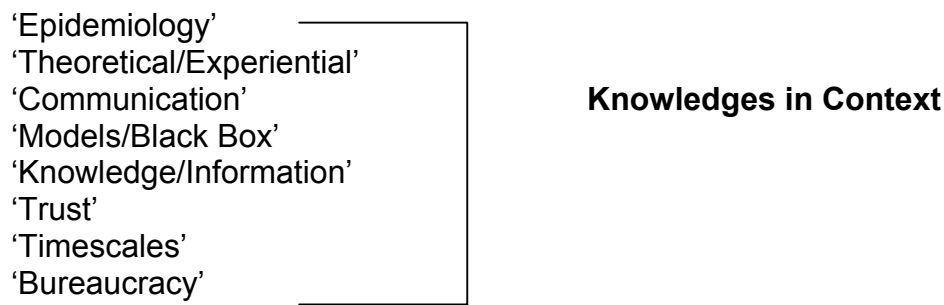 ‘Epidemiology’
‘Theoretical/Experiential’
‘Communication’
‘Models/Black Box’
‘Knowledge/Information’
‘Trust’
‘Timescales’
‘Bureaucracy’
Knowledges in Context